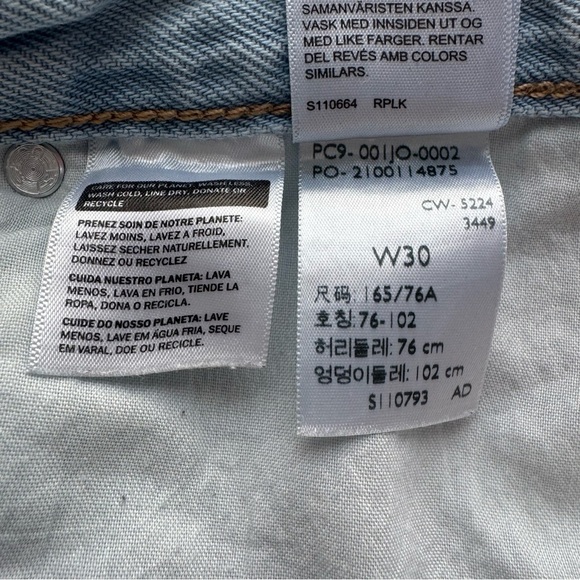 SAMANVÄRISTEN KANSSA.
VASK MED INNSIDEN UT OG
MED LIKE FARGER. RENTAR
DEL REVÉS AMB COLORS
SIMILARS.
S110664 RPLK
CARE FOR OUR PLANET: WASH LESS,
WASH COLD, LINE DRY, DONATE OR
RECYCLE
PRENEZ SOIN DE NOTRE PLANETE:
LAVEZ MOINS, LAVEZ A FROID,
LAISSEZ SECHER NATURELLEMENT,
DONNEZ OU RECYCLEZ
CUIDA NUESTRO PLANETA: LAVA
MENOS, LAVA EN FRIO, TIENDE LA
ROPA, DONA O RECICLA.
CUIDE DO NOSSO PLANETA: LAVE
MENOS, LAVE EM ÁGUA FRIA, SEQUE
EM VARAL, DOE OU RECICLE.
PC9-001JO-0002
PO-2100114875
CW-5224
3449
W30
尺码: 165/76A
호칭:76-102
허리둘레: 76 cm
엉덩이둘레: 102 cm
S110793 AD